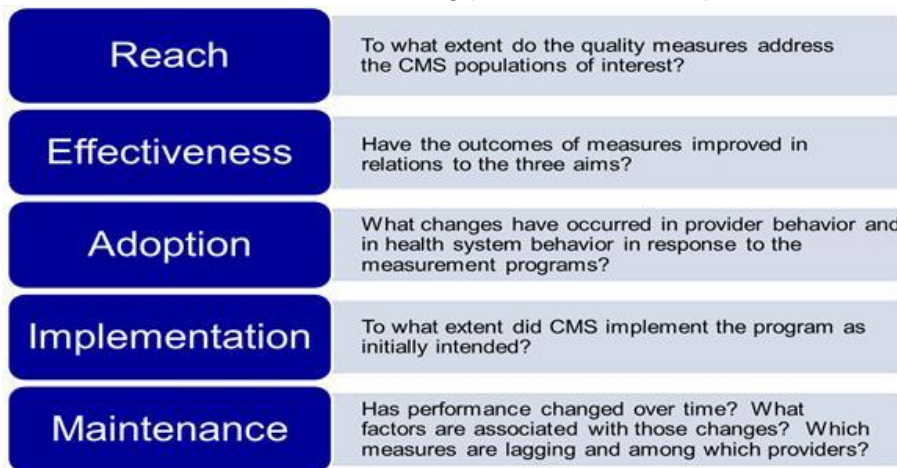 Reach
To what extent do the quality measures address
the CMS populations of interest?
Effectiveness
Have the outcomes of measures improved in
relations to the three aims?
Adoption
What changes have occurred in provider behavior and
in health system behavior in response to the
measurement programs?
Implementation
To what extent did CMS implement the program as
initially intended?
Maintenance
Has performance changed over time? What
factors are associated with those changes? Which
measures are lagging and among which providers?